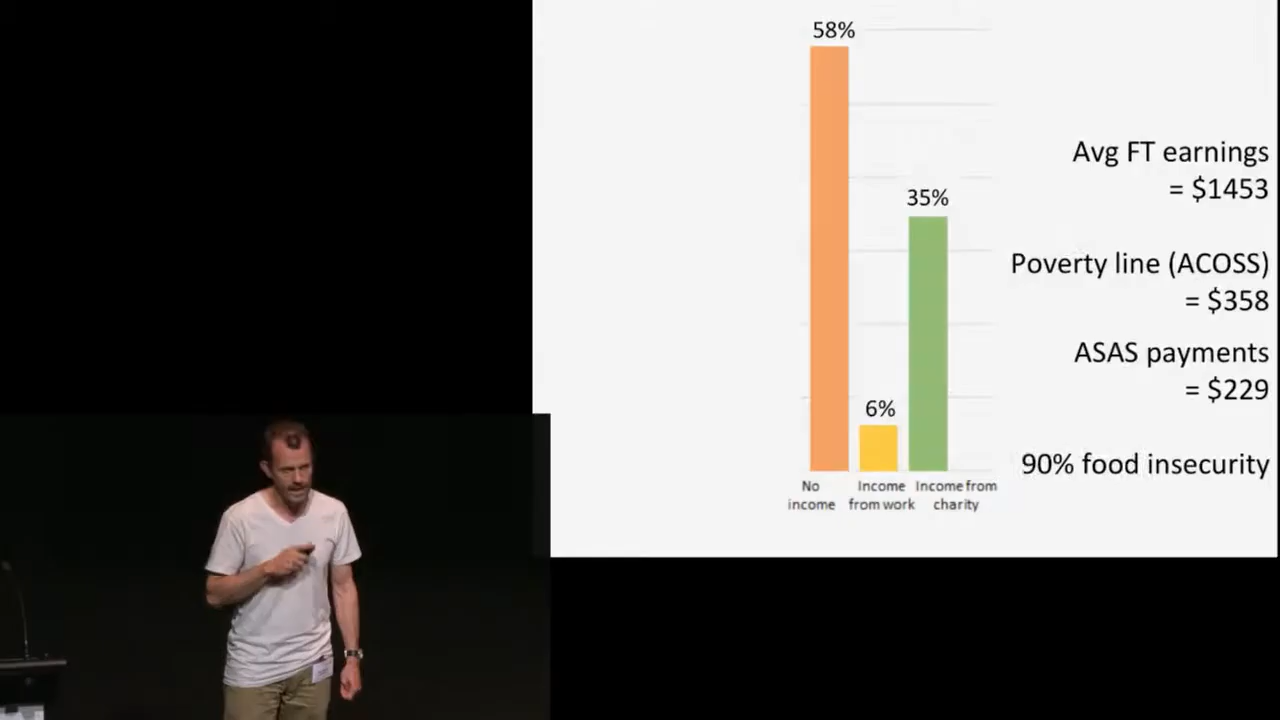 58%
35%
6%
No
income
Income
from work
Income from
charity
Avg FT earnings
= $1453
Poverty line (ACOSS)
= $358
ASAS payments
= $229
90% food insecurity